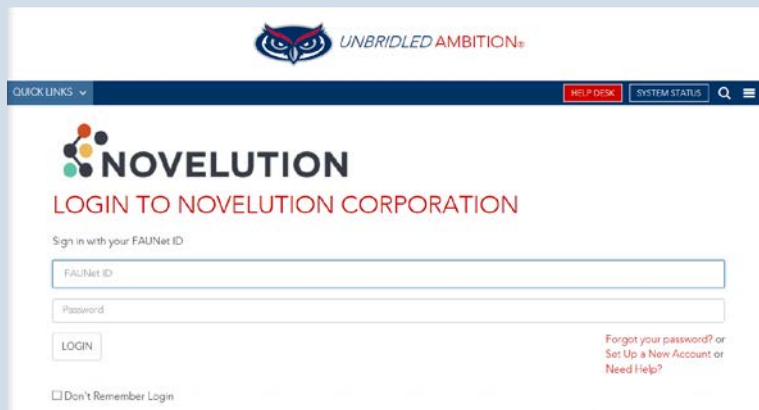 UNBRIDLED AMBITION®
QUICK LINKS
HELP DESK SYSTEM STATUS
NOVELUTION
LOGIN TO NOVELUTION CORPORATION
Sign in with your FAUNet ID
FAUNet ID
Password
LOGIN
Forgot your password? or
Set Up a New Account or
Need Help?
Don't Remember Login